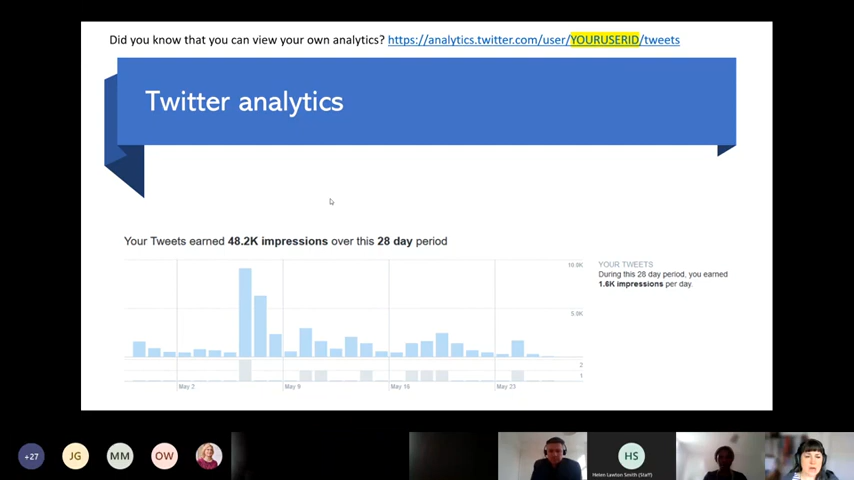 Did you know that you can view your own analytics? https://analytics.twitter.com/user/YOURUSERID/tweets
Twitter analytics
Your Tweets earned 48.2K impressions over this 28 day period
10.0K
5.0K
2
1
May 2
May 9
May 16
May 23
YOUR TWEETS
During this 28 day period, you earned
1.6K impressions per day.
+27
JG
MM
OW
HS
Helen Lawton Smith (Staff)